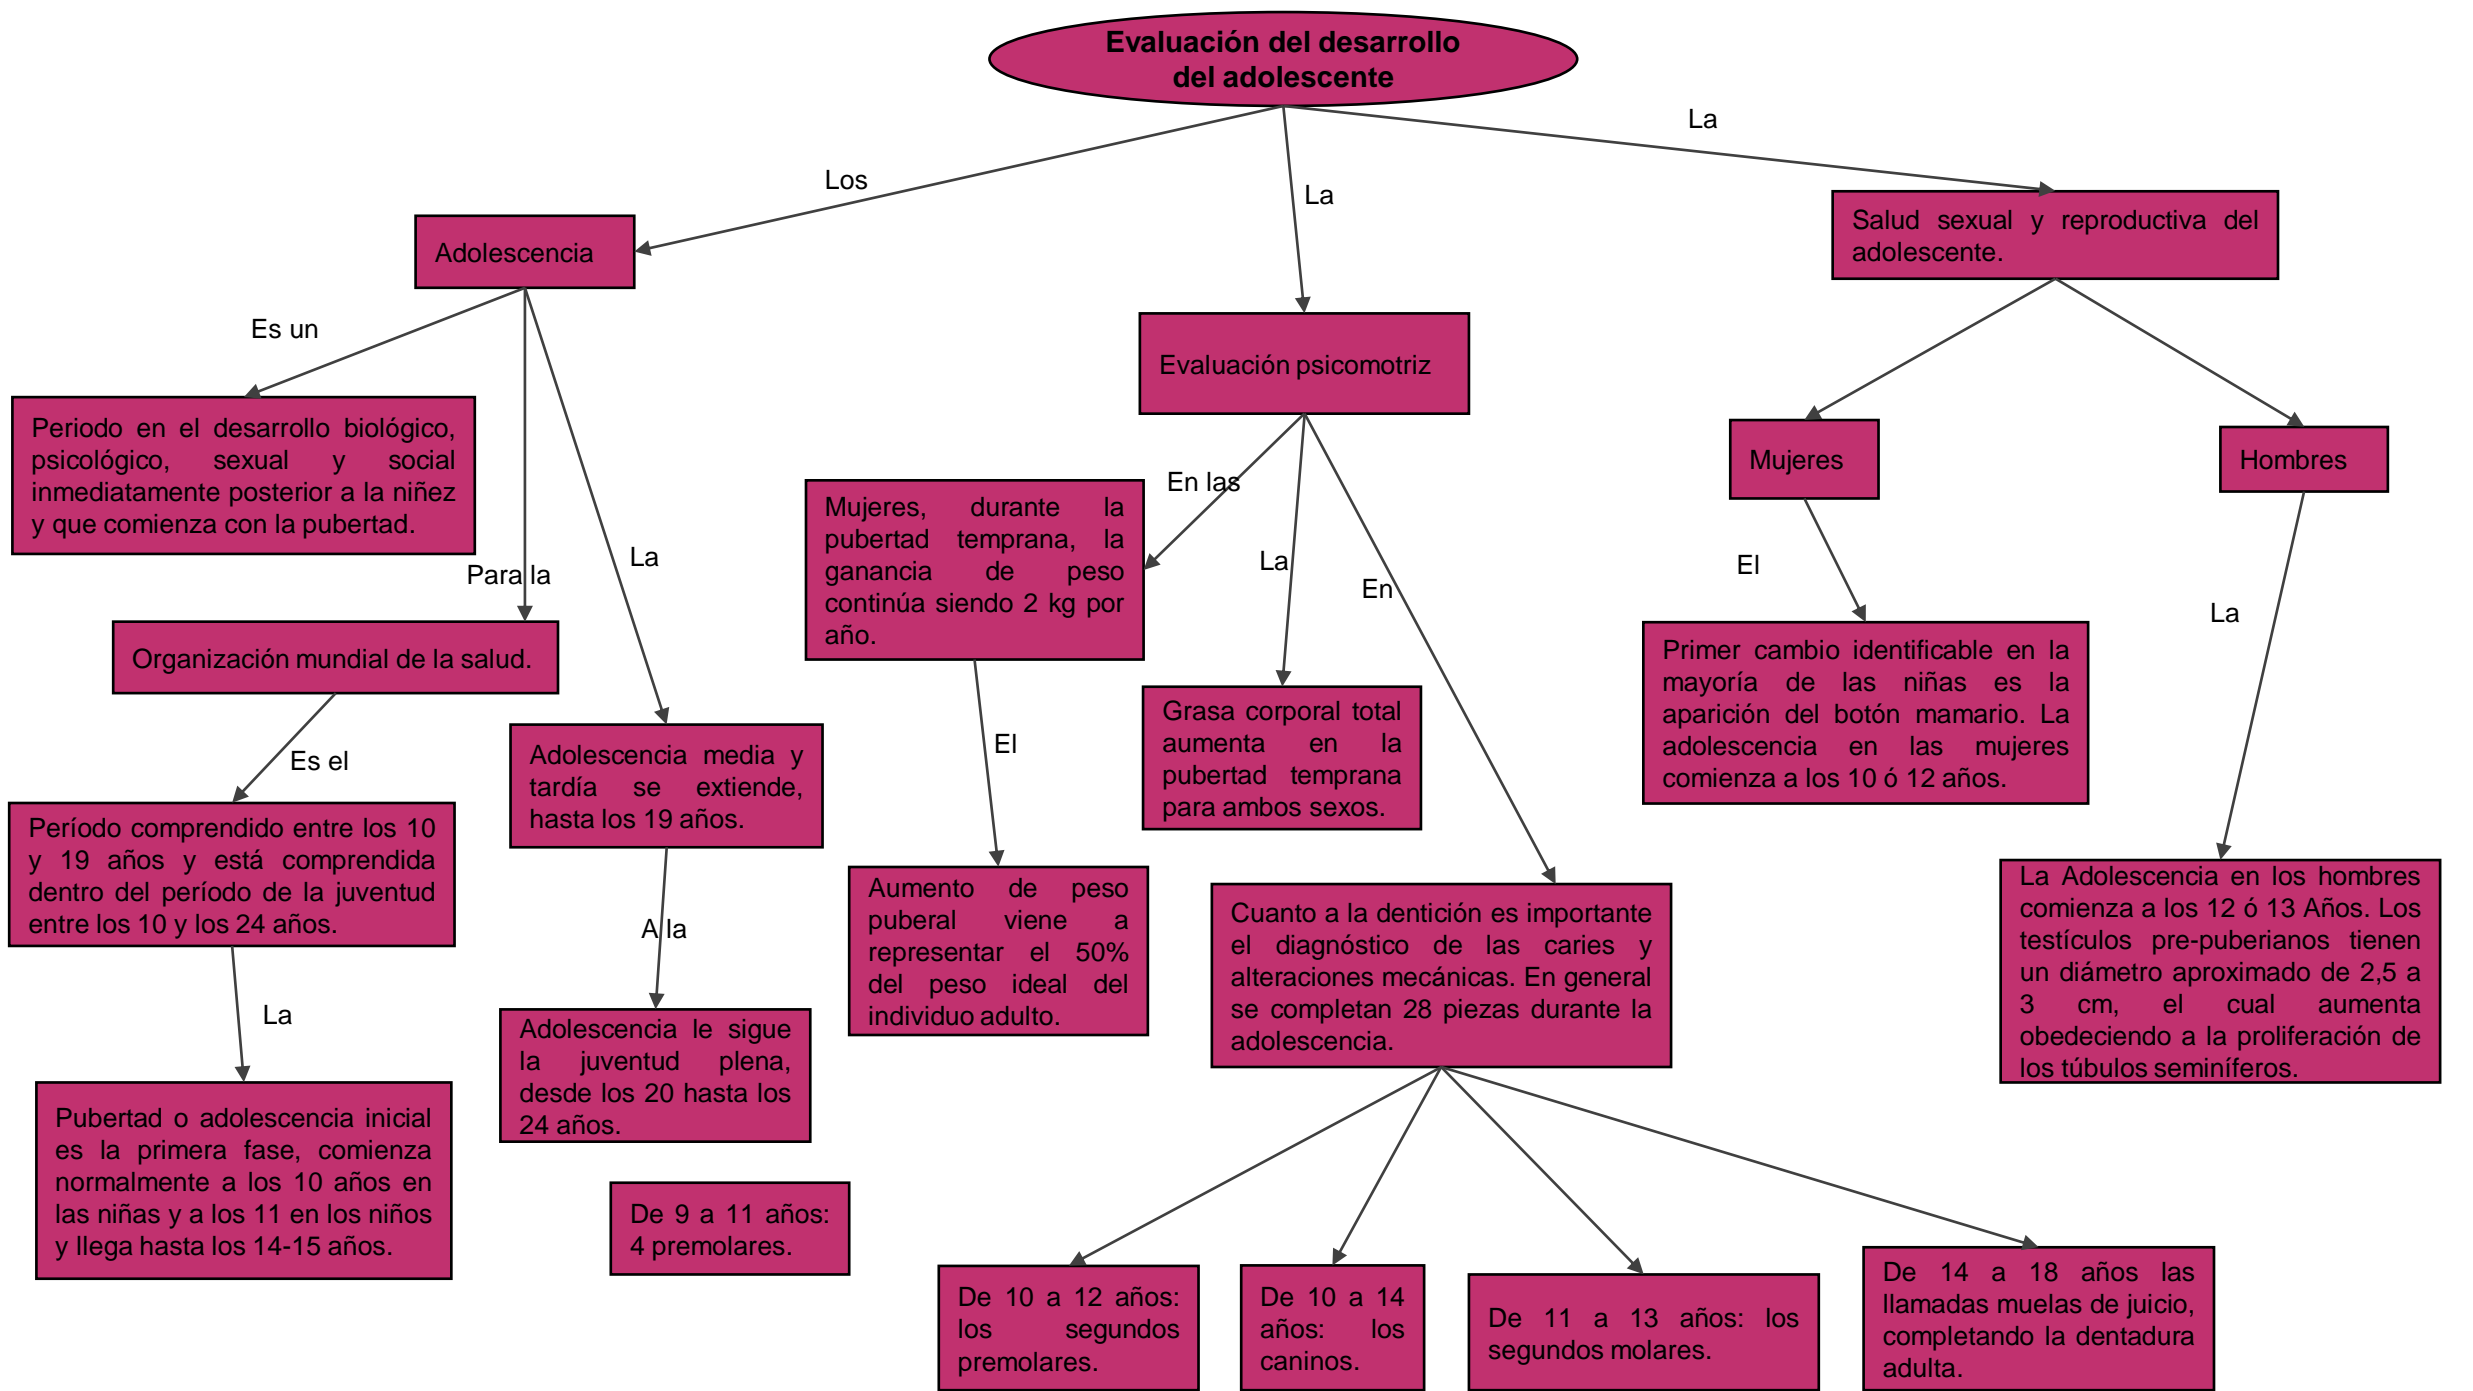 Evaluación del desarrollo
del adolescente
Los
La
La
Adolescencia
Evaluación psicomotriz
Salud sexual y reproductiva del
adolescente.
Es un
Periodo en el desarrollo biológico,
psicológico, sexual y social
inmediatamente posterior a la niñez
y que comienza con la pubertad.
Para la
La
Organización mundial de la salud.
Es el
Período comprendido entre los 10
y 19 años y está comprendida
dentro del período de la juventud
entre los 10 y los 24 años.
La
Pubertad o adolescencia inicial
es la primera fase, comienza
normalmente a los 10 años en
las niñas y a los 11 en los niños
y llega hasta los 14-15 años.
Adolescencia media y
tardía se extiende,
hasta los 19 años.
A la
Adolescencia le sigue
la juventud plena,
desde los 20 hasta los
24 años.
En las
Mujeres, durante la
pubertad temprana, la
ganancia de peso
continúa siendo 2 kg por
año.
El
Aumento de peso
puberal viene a
representar el 50%
del peso ideal del
individuo adulto.
La
Grasa corporal total
aumenta en la
pubertad temprana
para ambos sexos.
En
Cuanto a la dentición es importante
el diagnóstico de las caries y
alteraciones mecánicas. En general
se completan 28 piezas durante la
adolescencia.
De 9 a 11 años:
4 premolares.
De 10 a 12 años:
los segundos
premolares.
De 10 a 14
años: los
caninos.
De 11 a 13 años: los
segundos molares.
De 14 a 18 años las
llamadas muelas de juicio,
completando la dentadura
adulta.
Mujeres
El
Primer cambio identificable en la
mayoría de las niñas es la
aparición del botón mamario. La
adolescencia en las mujeres
comienza a los 10 ó 12 años.
Hombres
La
La Adolescencia en los hombres
comienza a los 12 ó 13 Años. Los
testículos pre-puberianos tienen
un diámetro aproximado de 2,5 a
3 cm, el cual aumenta
obedeciendo a la proliferación de
los túbulos seminíferos.